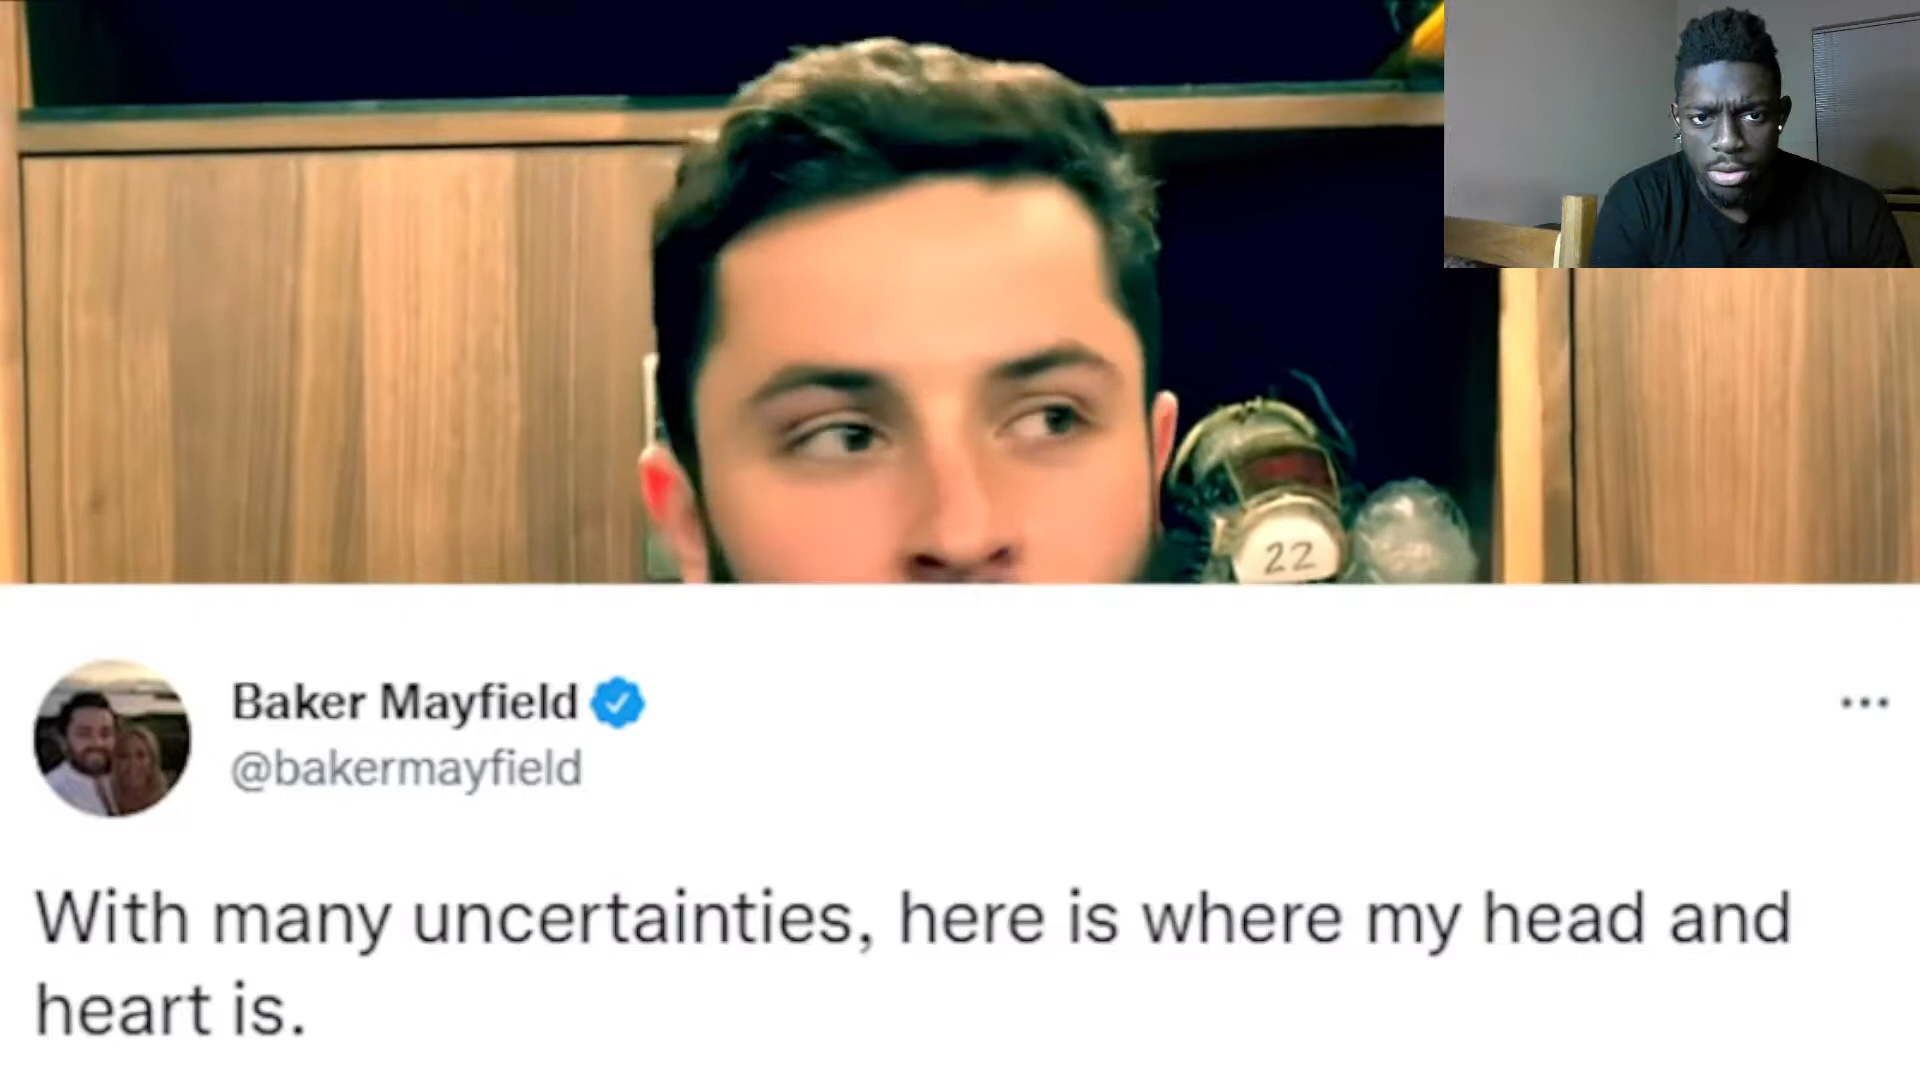 22
Baker Mayfield
@bakermayfield
With many uncertainties, here is where my head and
heart is.